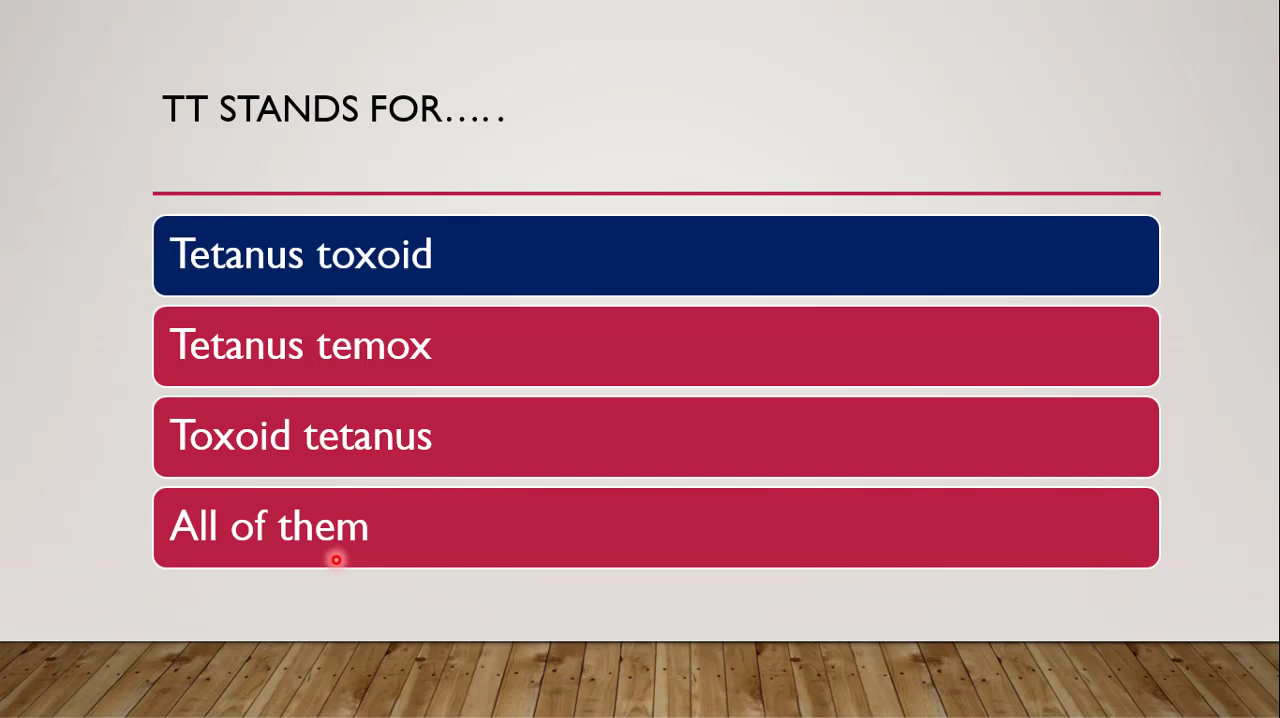 TT STANDS FOR.....
Tetanus toxoid
Tetanus temox
Toxoid tetanus
All of them